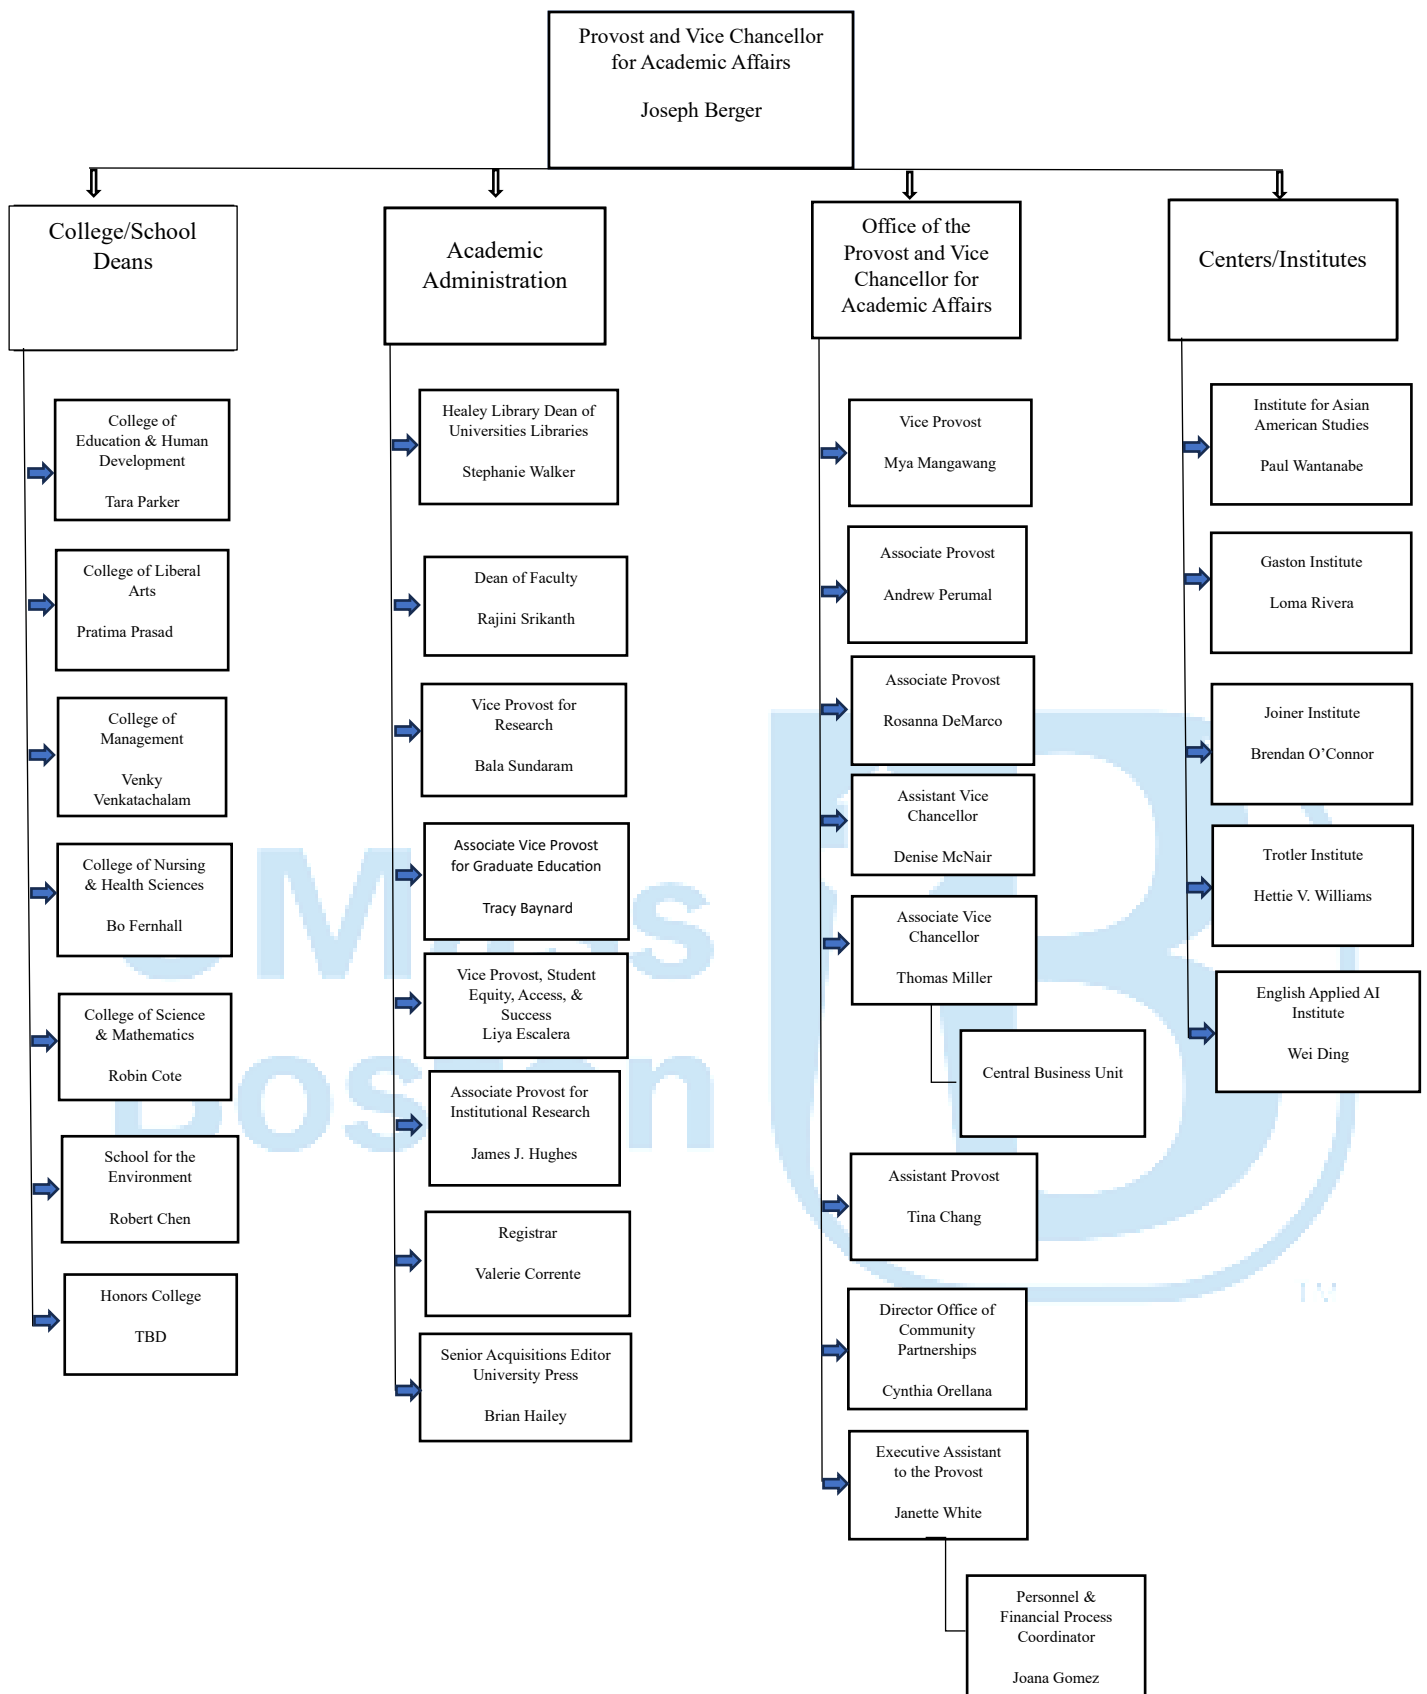 Provost and Vice Chancellor
for Academic Affairs
Joseph Berger
College/School
Deans
College of
Education & Human
Development
Tara Parker
College of Liberal
Arts
Pratima Prasad
College of
Management
Venky
Venkatachalam
College of Nursing
& Health Sciences
Bo Fernhall
College of Science
& Mathematics
Robin Cote
School for the
Environment
Robert Chen
Honors College
TBD
Academic
Administration
Healey Library Dean of
Universities Libraries
Stephanie Walker
Dean of Faculty
Rajini Srikanth
Vice Provost for
Research
Bala Sundaram
Associate Vice Provost
for Graduate Education
Tracy Baynard
Vice Provost, Student
Equity, Access, &
Success
Liya Escalera
Associate Provost for
Institutional Research
James J. Hughes
Registrar
Valerie Corrente
Senior Acquisitions Editor
University Press
Brian Hailey
Office of the
Provost and Vice
Chancellor for
Academic Affairs
Vice Provost
Mya Mangawang
Associate Provost
Andrew Perumal
Associate Provost
Rosanna DeMarco
Assistant Vice
Chancellor
Denise McNair
Associate Vice
Chancellor
Thomas Miller
Central Business Unit
Assistant Provost
Tina Chang
Director Office of
Community
Partnerships
Cynthia Orellana
Executive Assistant
to the Provost
Janette White
Personnel &
Financial Process
Coordinator
Joana Gomez
Centers/Institutes
Institute for Asian
American Studies
Paul Wantanabe
Gaston Institute
Loma Rivera
Joiner Institute
Brendan O’Connor
Trotler Institute
Hettie V. Williams
English Applied AI
Institute
Wei Ding
UMass
Boston
B
TM